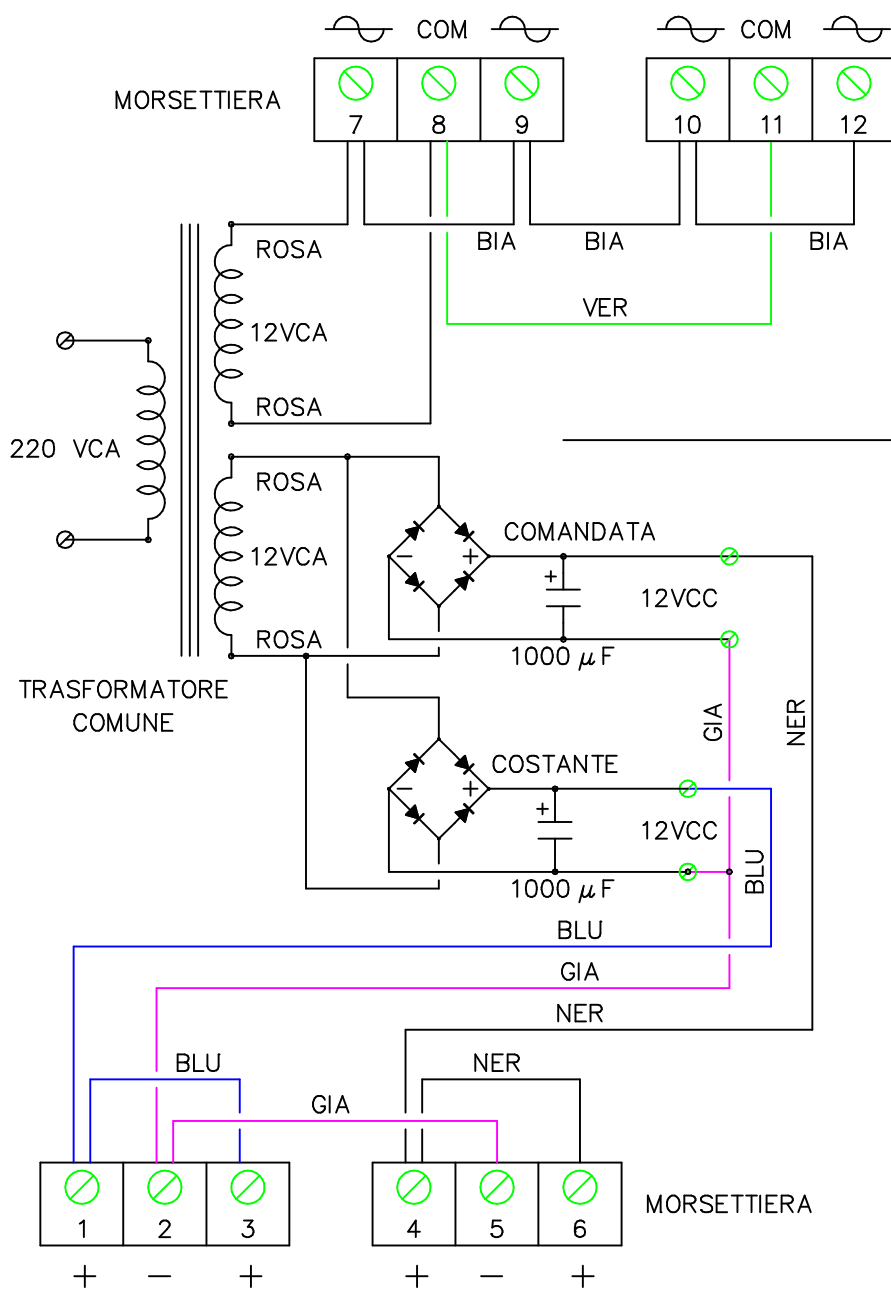 COM
COM
MORSETTIERA
7 8 9
10 11 12
BIA
BIA
BIA
ROSA
VER
12VCA
ROSA
220 VCA
ROSA
COMANDATA
12VCA
- +
+
12VCC
ROSA
1000 µF
TRASFORMATORE
COMUNE
GIA
NER
COSTANTE
- +
+
12VCC
BLU
1000 µF
BLU
GIA
NER
BLU
NER
GIA
1 2 3
4 5 6
MORSETTIERA
+ - +
+ - +